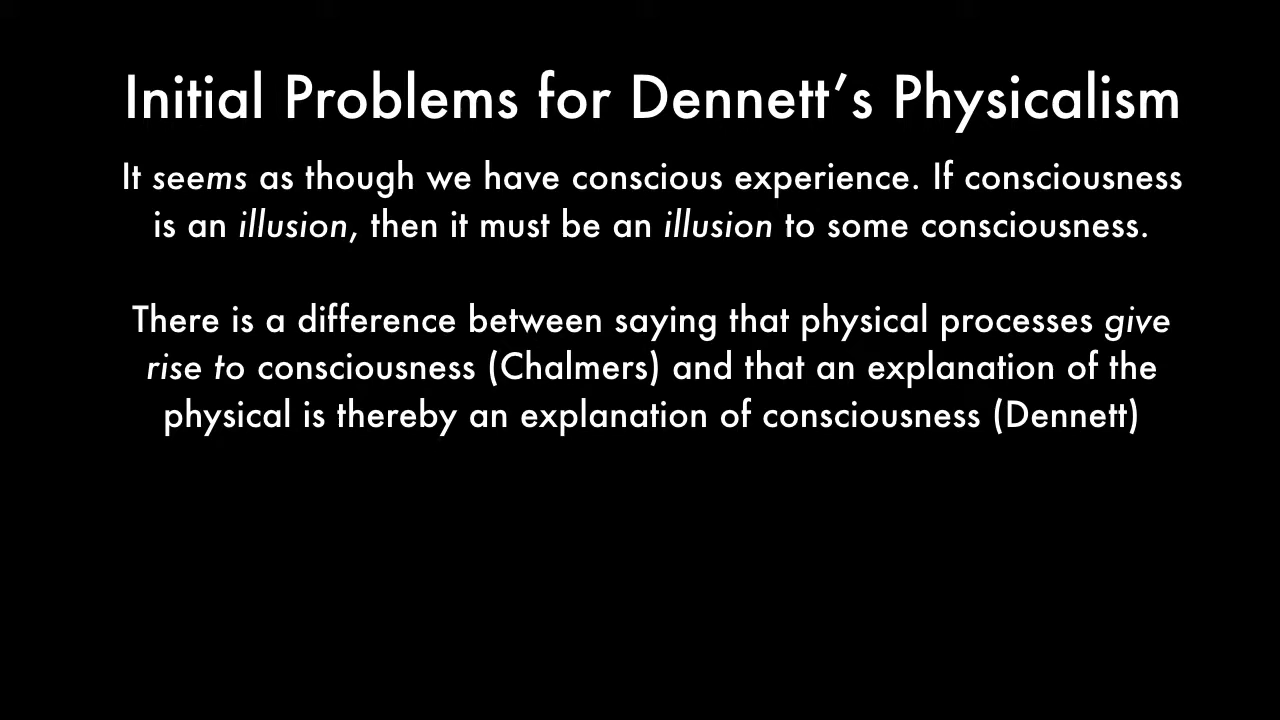 Initial Problems for Dennett’s Physicalism
It seems as though we have conscious experience. If consciousness
is an illusion, then it must be an illusion to some consciousness.
There is a difference between saying that physical processes give
rise to consciousness (Chalmers) and that an explanation of the
physical is thereby an explanation of consciousness (Dennett)